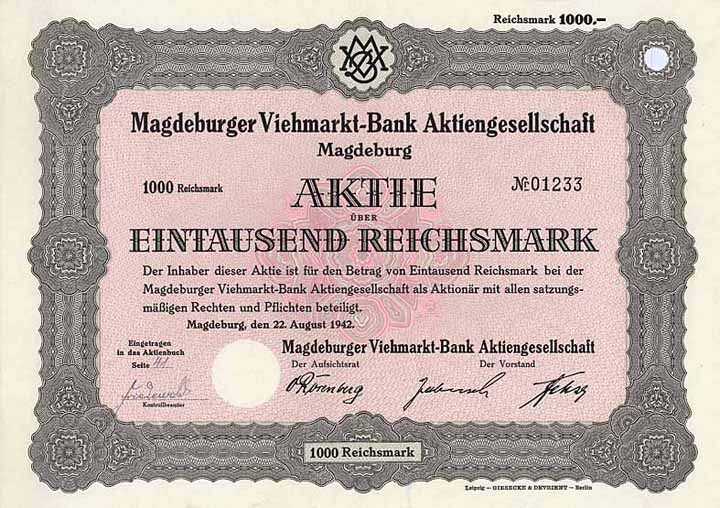 Reichsmark 1000.—
Magdeburger Viehmarkt-Bank Aktiengesellschaft
Magdeburg
1000 Reichsmark AKTIE № 01233
ÜBER
EINTAUSEND REICHSMARK
Der Inhaber dieser Aktie ist für den Betrag von Eintausend Reichsmark bei der
Magdeburger Viehmarkt-Bank Aktiengesellschaft als Aktionär mit allen satzungs-
mäßigen Rechten und Pflichten beteiligt.
Magdeburg, den 22. August 1942.
Eingetragen
in das Aktienbuch
Seite 41
Kontrollbeamter
Magdeburger Viehmarkt-Bank Aktiengesellschaft
Der Aufsichtsrat Der Vorstand
1000 Reichsmark
Leipzig — GIESECKE & DEVRIENT — Berlin